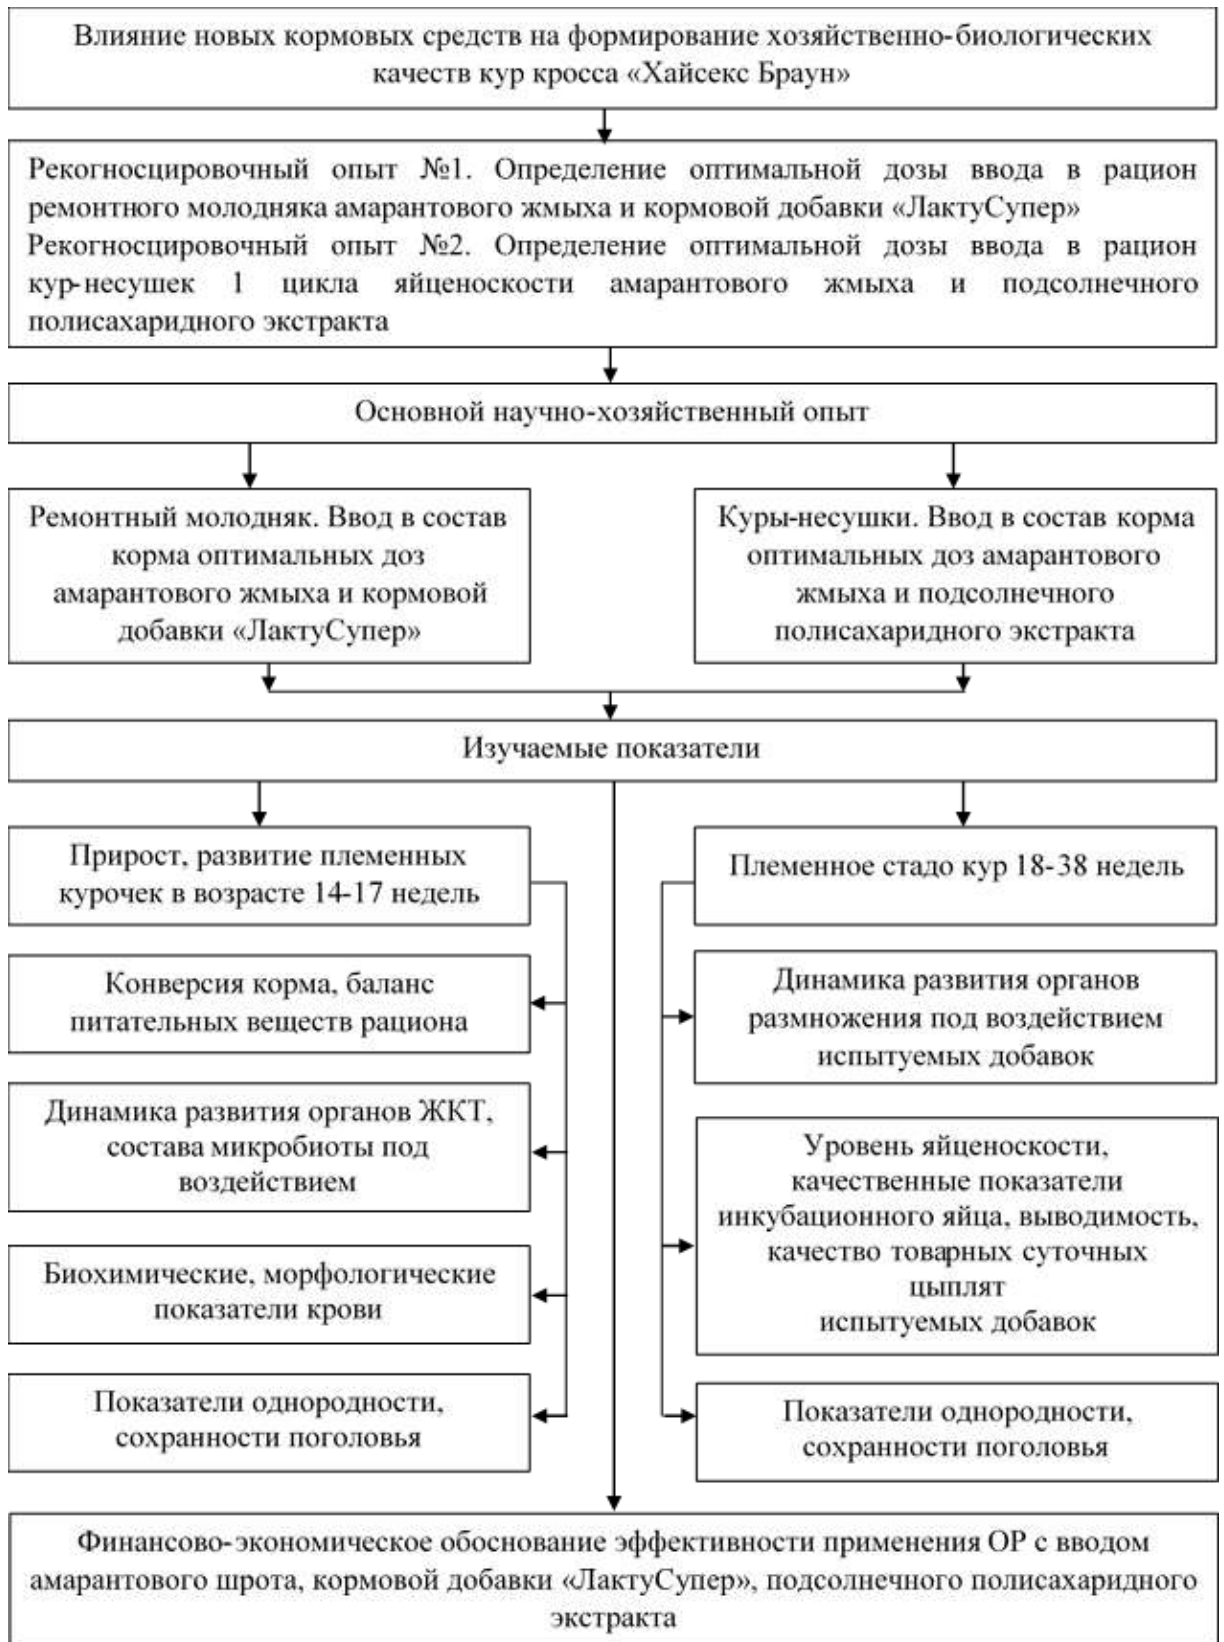 Влияние новых кормовых средств на формирование хозяйственно-биологических
качеств кур кросса «Хайсекс Браун»
Рекогносцировочный опыт №1. Определение оптимальной дозы ввода в рацион
ремонтного молодняка амарантового жмыха и кормовой добавки «ЛактуСупер»
Рекогносцировочный опыт №2. Определение оптимальной дозы ввода в рацион
кур-несушек 1 цикла яйценоскости амарантового жмыха и подсолнечного
полисахаридного экстракта
Основной научно-хозяйственный опыт
Ремонтный молодняк. Ввод в состав
корма оптимальных доз
амарантового жмыха и кормовой
добавки «ЛактуСупер»
Куры-несушки. Ввод в состав корма
оптимальных доз амарантового
жмыха и подсолнечного
полисахаридного экстракта
Изучаемые показатели
Прирост, развитие племенных
курочек в возрасте 14-17 недель
Конверсия корма, баланс
питательных веществ рациона
Динамика развития органов ЖКТ,
состава микробиоты под
воздействием
Биохимические, морфологические
показатели крови
Показатели однородности,
сохранности поголовья
Племенное стадо кур 18-38 недель
Динамика развития органов
размножения под воздействием
испытуемых добавок
Уровень яйценоскости,
качественные показатели
инкубационного яйца, выводимость,
качество товарных суточных
цыплят
испытуемых добавок
Показатели однородности,
сохранности поголовья
Финансово-экономическое обоснование эффективности применения ОР с вводом
амарантового шрота, кормовой добавки «ЛактуСупер», подсолнечного полисахаридного
экстракта